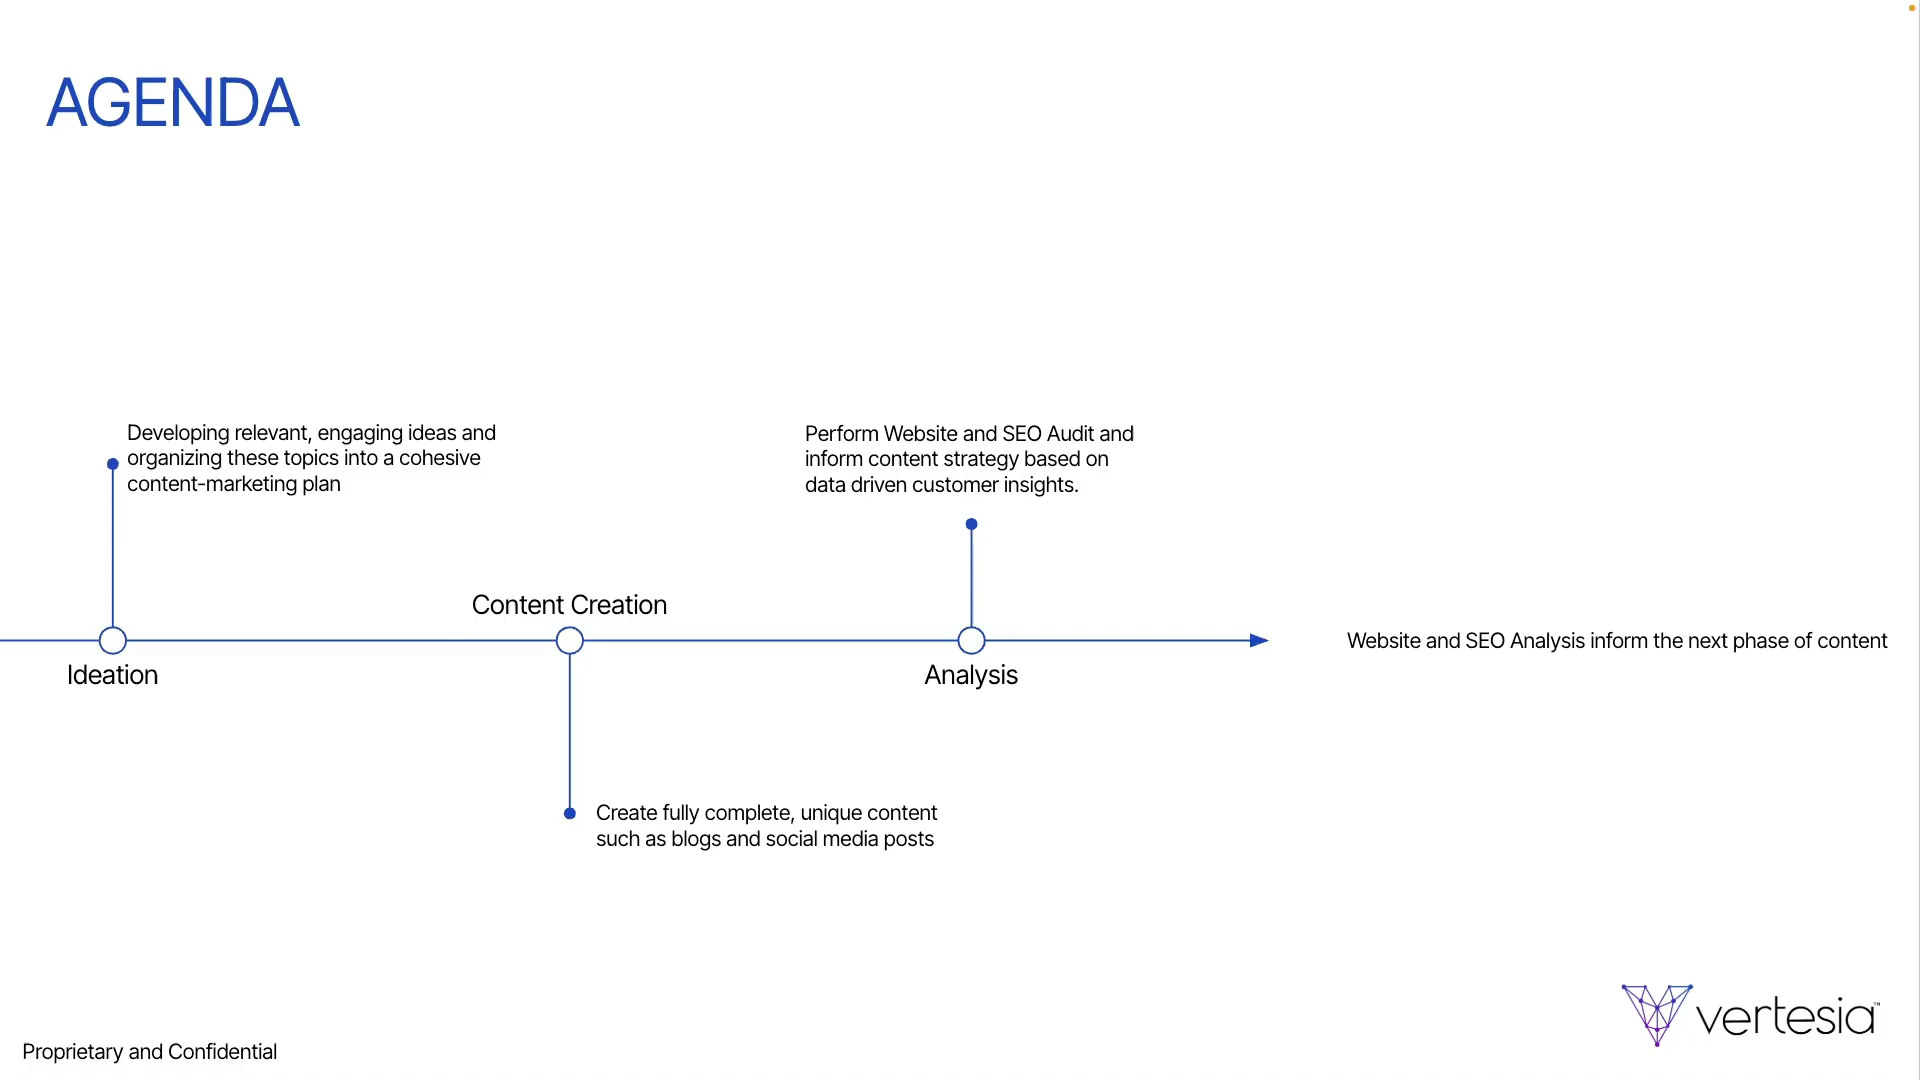 AGENDA
Developing relevant, engaging ideas and
organizing these topics into a cohesive
content-marketing plan
Perform Website and SEO Audit and
inform content strategy based on
data driven customer insights.
Content Creation
Ideation
Analysis
Website and SEO Analysis inform the next phase of content
Create fully complete, unique content
such as blogs and social media posts
vertesia™
Proprietary and Confidential